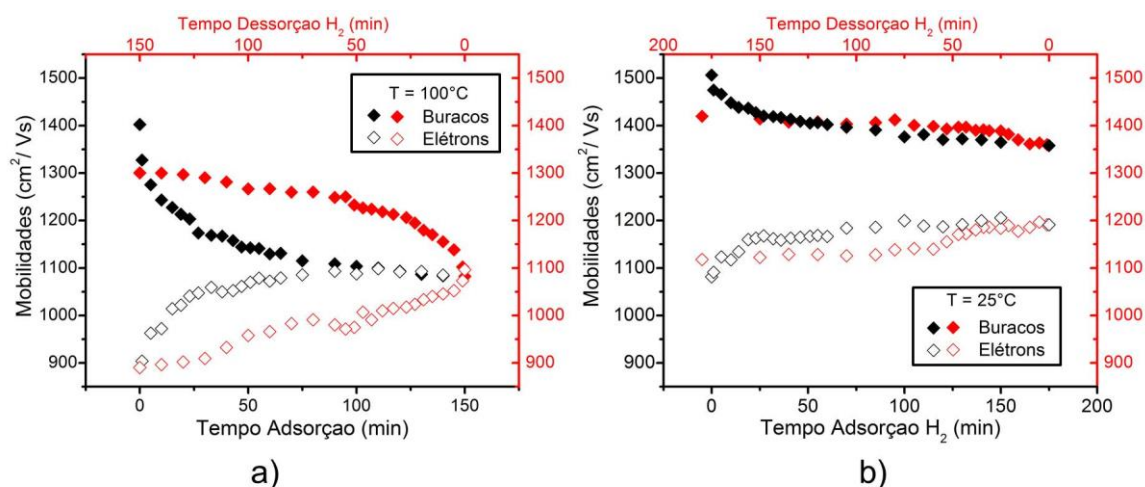 Tempo Dessorçao H2 (min)
150 100 50 0
Mobilidades (cm2/ Vs)
1500 1500
1400 1400
1300 1300
1200 1200
1100 1100
1000 1000
900 900
T = 100°C
Buracos
Elétrons
0 50 100 150
Tempo Adsorçao (min)
a)
Tempo Dessorçao H2 (min)
200 150 100 50 0
Mobilidades (cm2/ Vs)
1500 1500
1400 1400
1300 1300
1200 1200
1100 1100
1000 1000
900 900
T = 25°C
Buracos
Elétrons
0 50 100 150 200
Tempo Adsorçao H2 (min)
b)